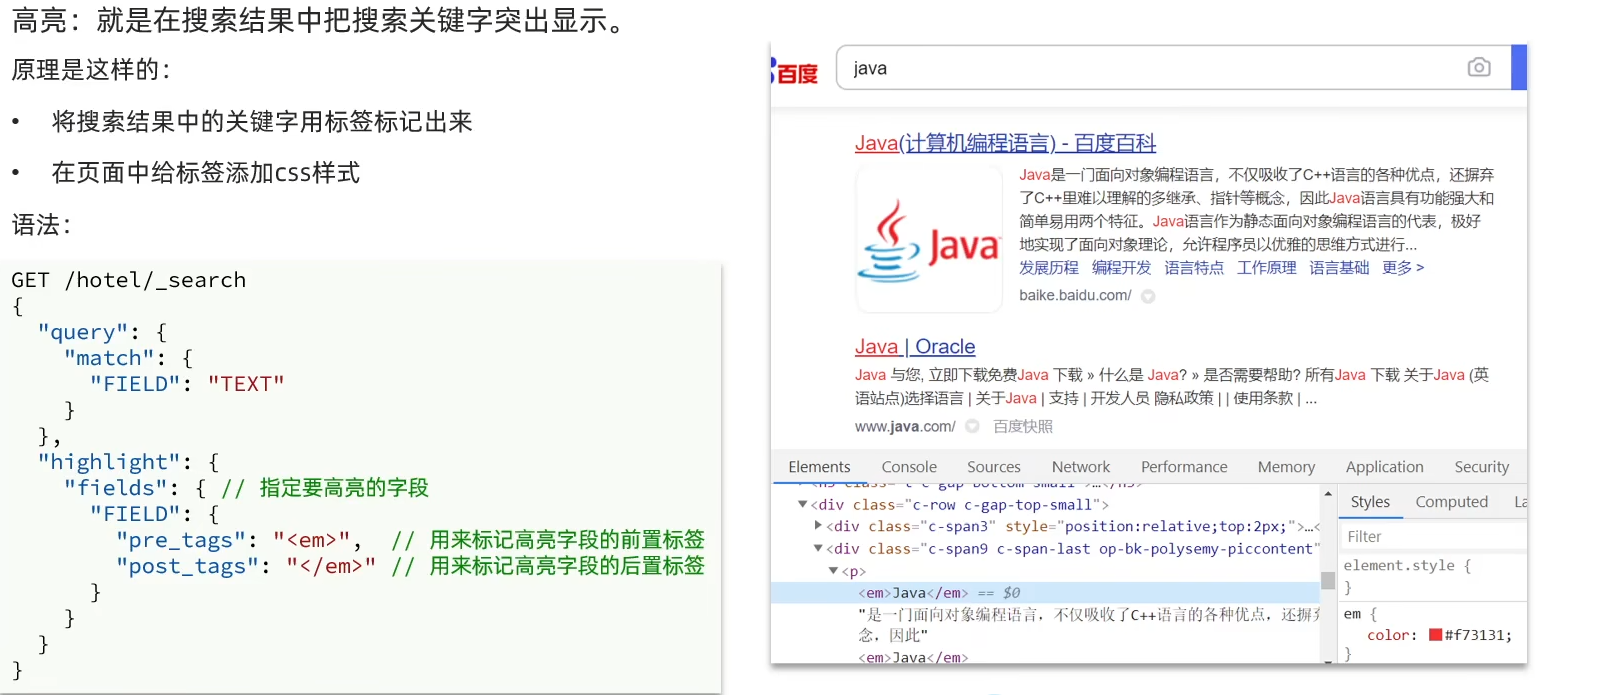 高亮：就是在搜索结果中把搜索关键字突出显示。
原理是这样的：
• 将搜索结果中的关键字用标签标记出来
• 在页面中给标签添加css样式
语法：
GET /hotel/_search
{
  "query": {
    "match": {
      "FIELD": "TEXT"
    }
  },
  "highlight": {
    "fields": { // 指定要高亮的字段
      "FIELD": {
        "pre_tags": "<em>",  // 用来标记高亮字段的前置标签
        "post_tags": "</em>" // 用来标记高亮字段的后置标签
      }
    }
  }
}
百度
java
Java(计算机编程语言) - 百度百科
Java
Java是一门面向对象编程语言，不仅吸收了C++语言的各种优点，还摒弃
了C++里难以理解的多继承、指针等概念，因此Java语言具有功能强大和
简单易用两个特征。Java语言作为静态面向对象编程语言的代表，极好
地实现了面向对象理论，允许程序员以优雅的思维方式进行...
发展历程 编程开发 语言特点 工作原理 语言基础 更多 >
baike.baidu.com/
Java | Oracle
Java 与您, 立即下载免费Java 下载 » 什么是 Java? » 是否需要帮助? 所有Java 下载 关于Java (英
语站点)选择语言 | 关于Java | 支持 | 开发人员 隐私政策 | | 使用条款 | ...
www.java.com/ 百度快照
Elements Console Sources Network Performance Memory Application Security
<div class="c-row c-gap-top-small">
<div class="c-span3" style="position:relative;top:2px;">…<
<div class="c-span9 c-span-last op-bk-polysemy-piccontent"
<p>
<em>Java</em> == $0
"是一门面向对象编程语言，不仅吸收了C++语言的各种优点，还摒
念，因此"
<em>Java</em>
Styles Computed La
Filter
element.style {
}
em {
color: #f73131;
}